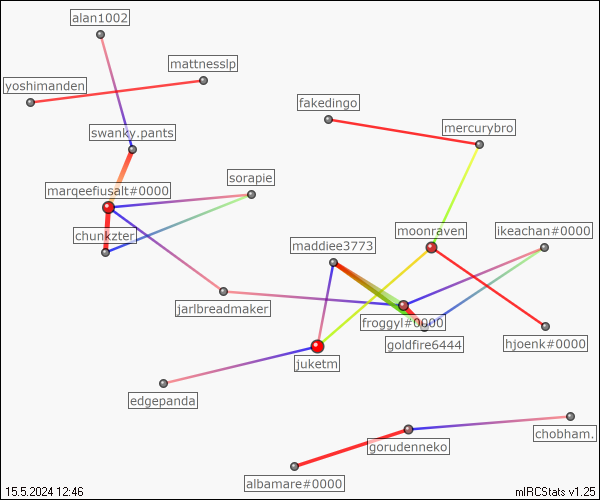 alan1002
mattnesslp
yoshimanden
fakedingo
mercurybro
swanky.pants
sorapie
marqeefiusalt#0000
chunkzter
moonraven
ikeachan#0000
maddiee3773
jarlbreadmaker
froggyl#0000
goldfire6444
hjoenk#0000
juketm
edgepanda
gorudenneko
chobham.
albamare#0000
15.5.2024 12:46
mIRCStats v1.25